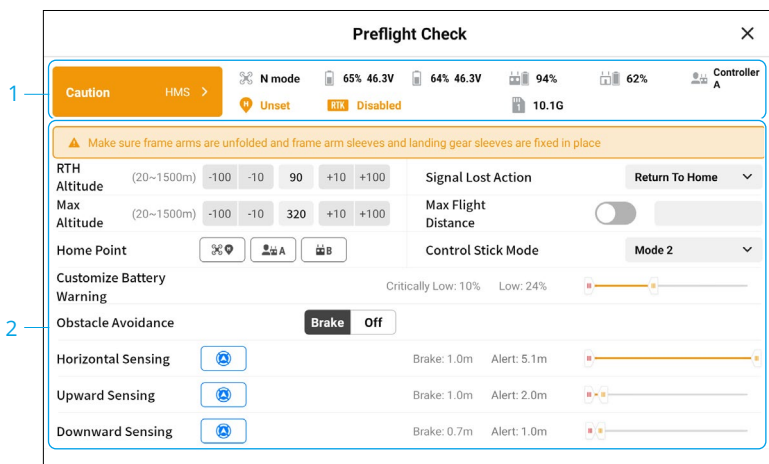 Preflight Check
1
Caution HMS
N mode 65% 46.3V 64% 46.3V 94% 62% Controller A
H Unset RTK Disabled 10.1G
2
Make sure frame arms are unfolded and frame arm sleeves and landing gear sleeves are fixed in place
RTH Altitude (20~1500m) -100 -10 90 +10 +100 Signal Lost Action Return To Home
Max Altitude (20~1500m) -100 -10 320 +10 +100 Max Flight Distance
Home Point H A B Control Stick Mode Mode 2
Customize Battery Warning Critically Low: 10% Low: 24%
Obstacle Avoidance Brake Off
Horizontal Sensing Brake: 1.0m Alert: 5.1m
Upward Sensing Brake: 1.0m Alert: 2.0m
Downward Sensing Brake: 0.7m Alert: 1.0m